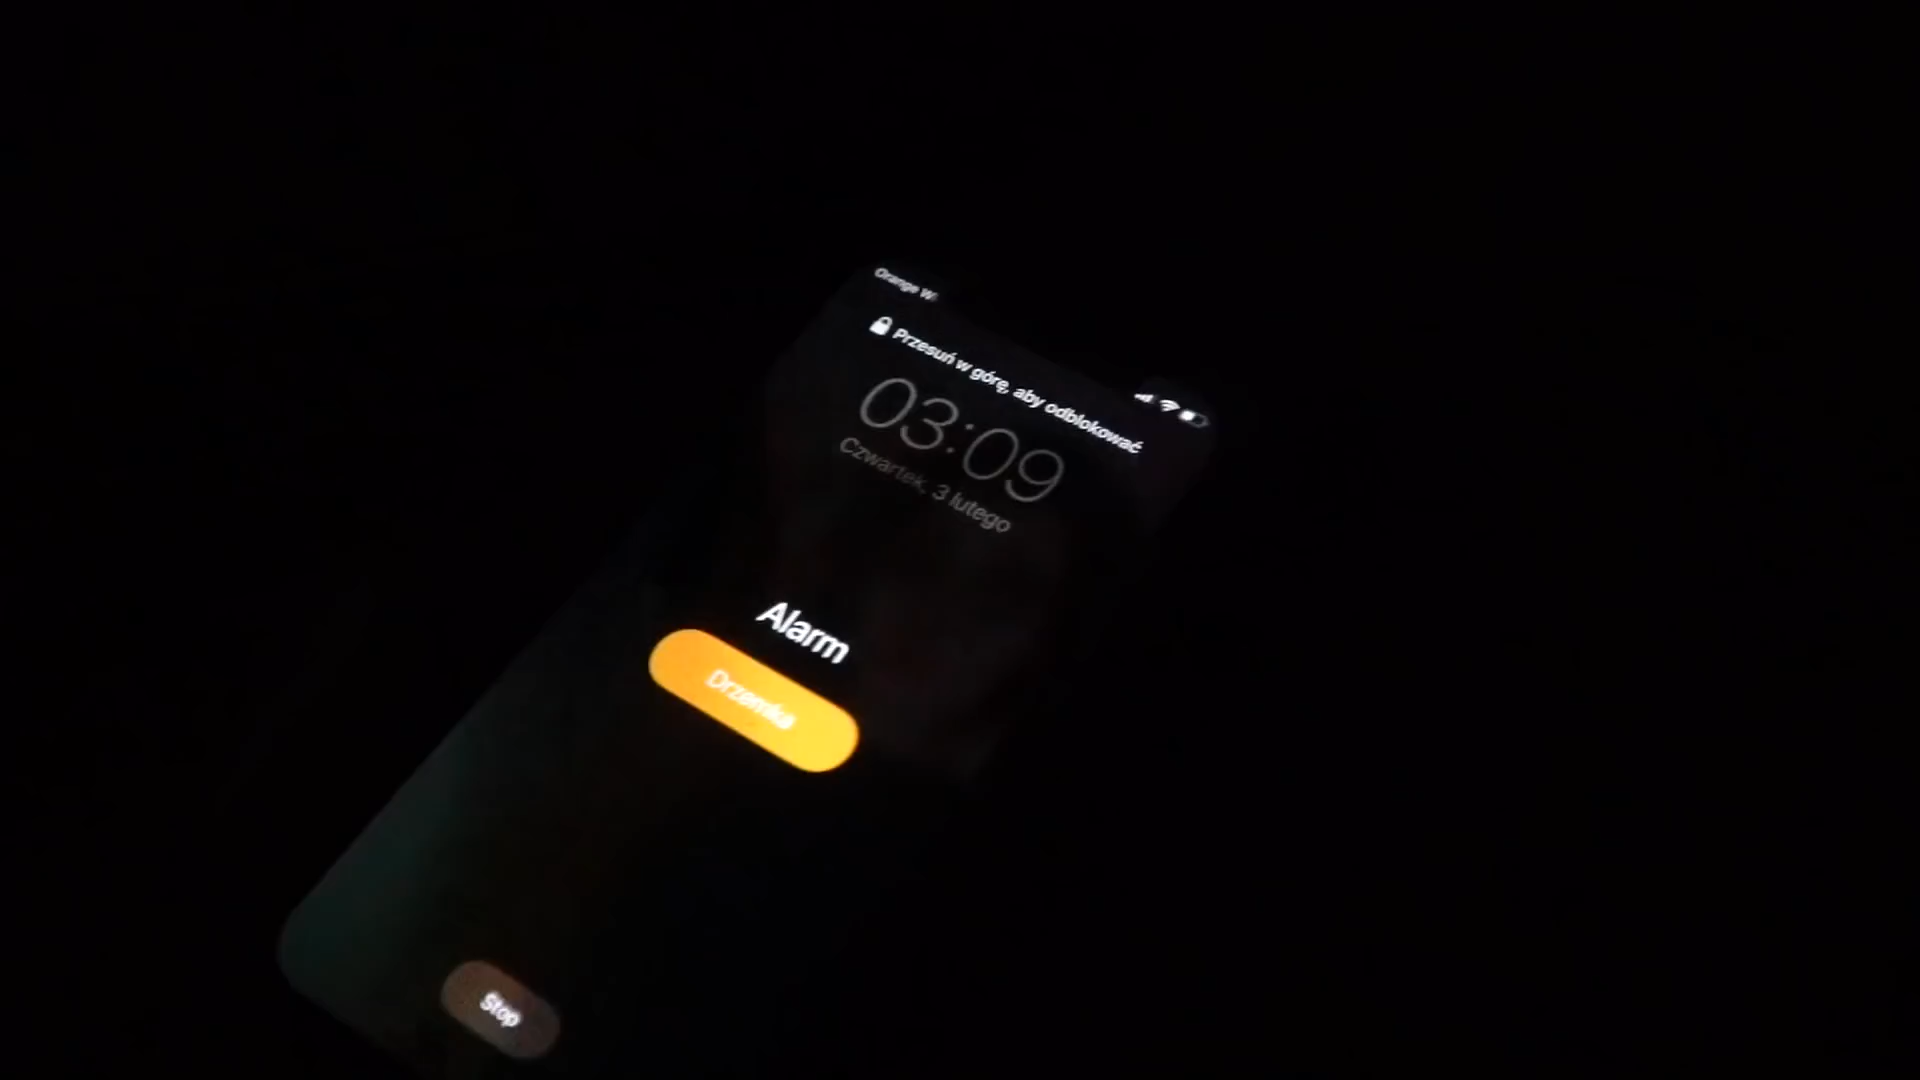 Orange
Przesuń w górę, aby odblokować
03:09
Czwartek, 3 lutego
Alarm
Drzemka
Stop